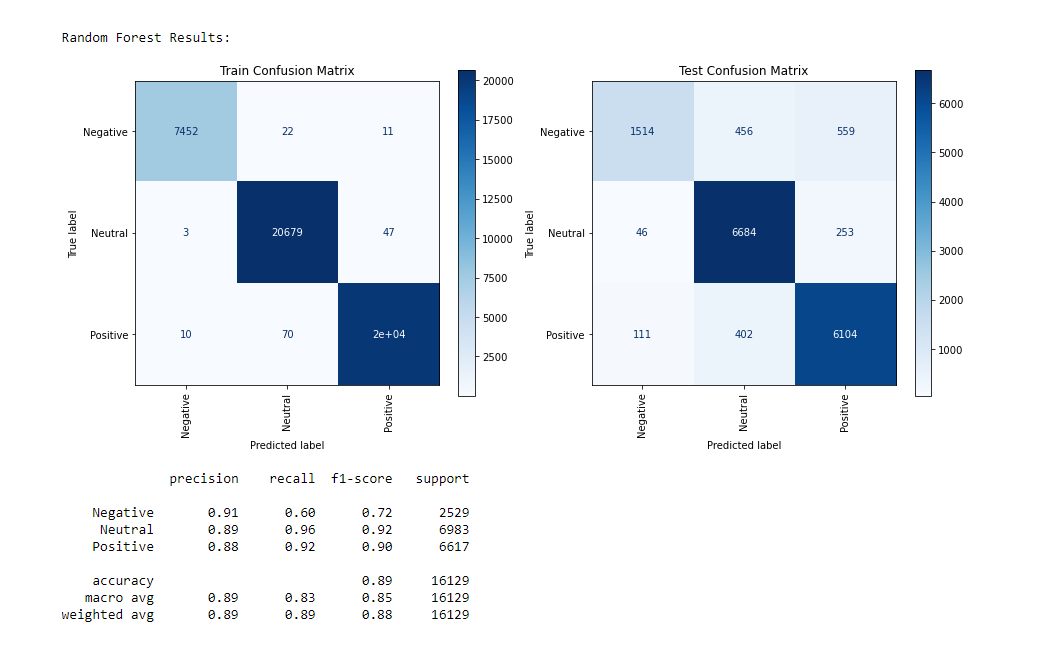 Random Forest Results:
Train Confusion Matrix
Negative 7452 22 11
Neutral 3 20679 47
Positive 10 70 2e+04
True label
Negative Neutral Positive
Predicted label
20000
17500
15000
12500
10000
7500
5000
2500
Test Confusion Matrix
Negative 1514 456 559
Neutral 46 6684 253
Positive 111 402 6104
True label
Negative Neutral Positive
Predicted label
6000
5000
4000
3000
2000
1000
precision recall f1-score support
Negative 0.91 0.60 0.72 2529
Neutral 0.89 0.96 0.92 6983
Positive 0.88 0.92 0.90 6617
accuracy 0.89 16129
macro avg 0.89 0.83 0.85 16129
weighted avg 0.89 0.89 0.88 16129